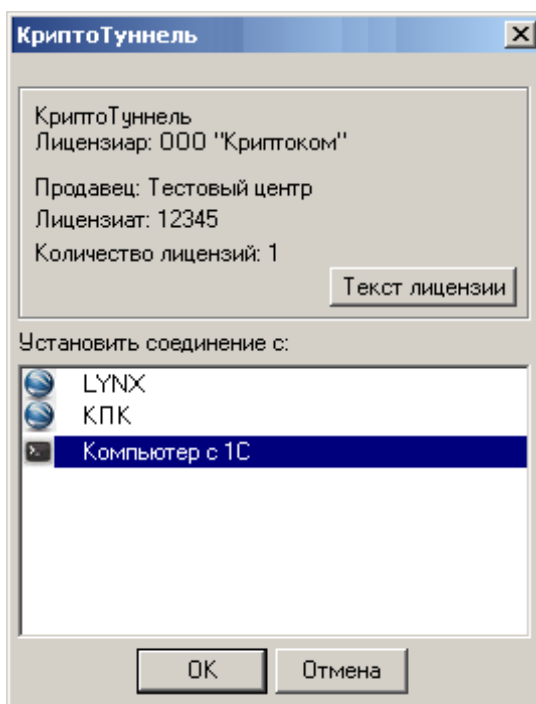 КриптоТуннель
КриптоТуннель
Лицензиар: ООО "Криптоком"
Продавец: Тестовый центр
Лицензиат: 12345
Количество лицензий: 1
Текст лицензии
Установить соединение с:
LYNX
КПК
Компьютер с 1С
OK
Отмена